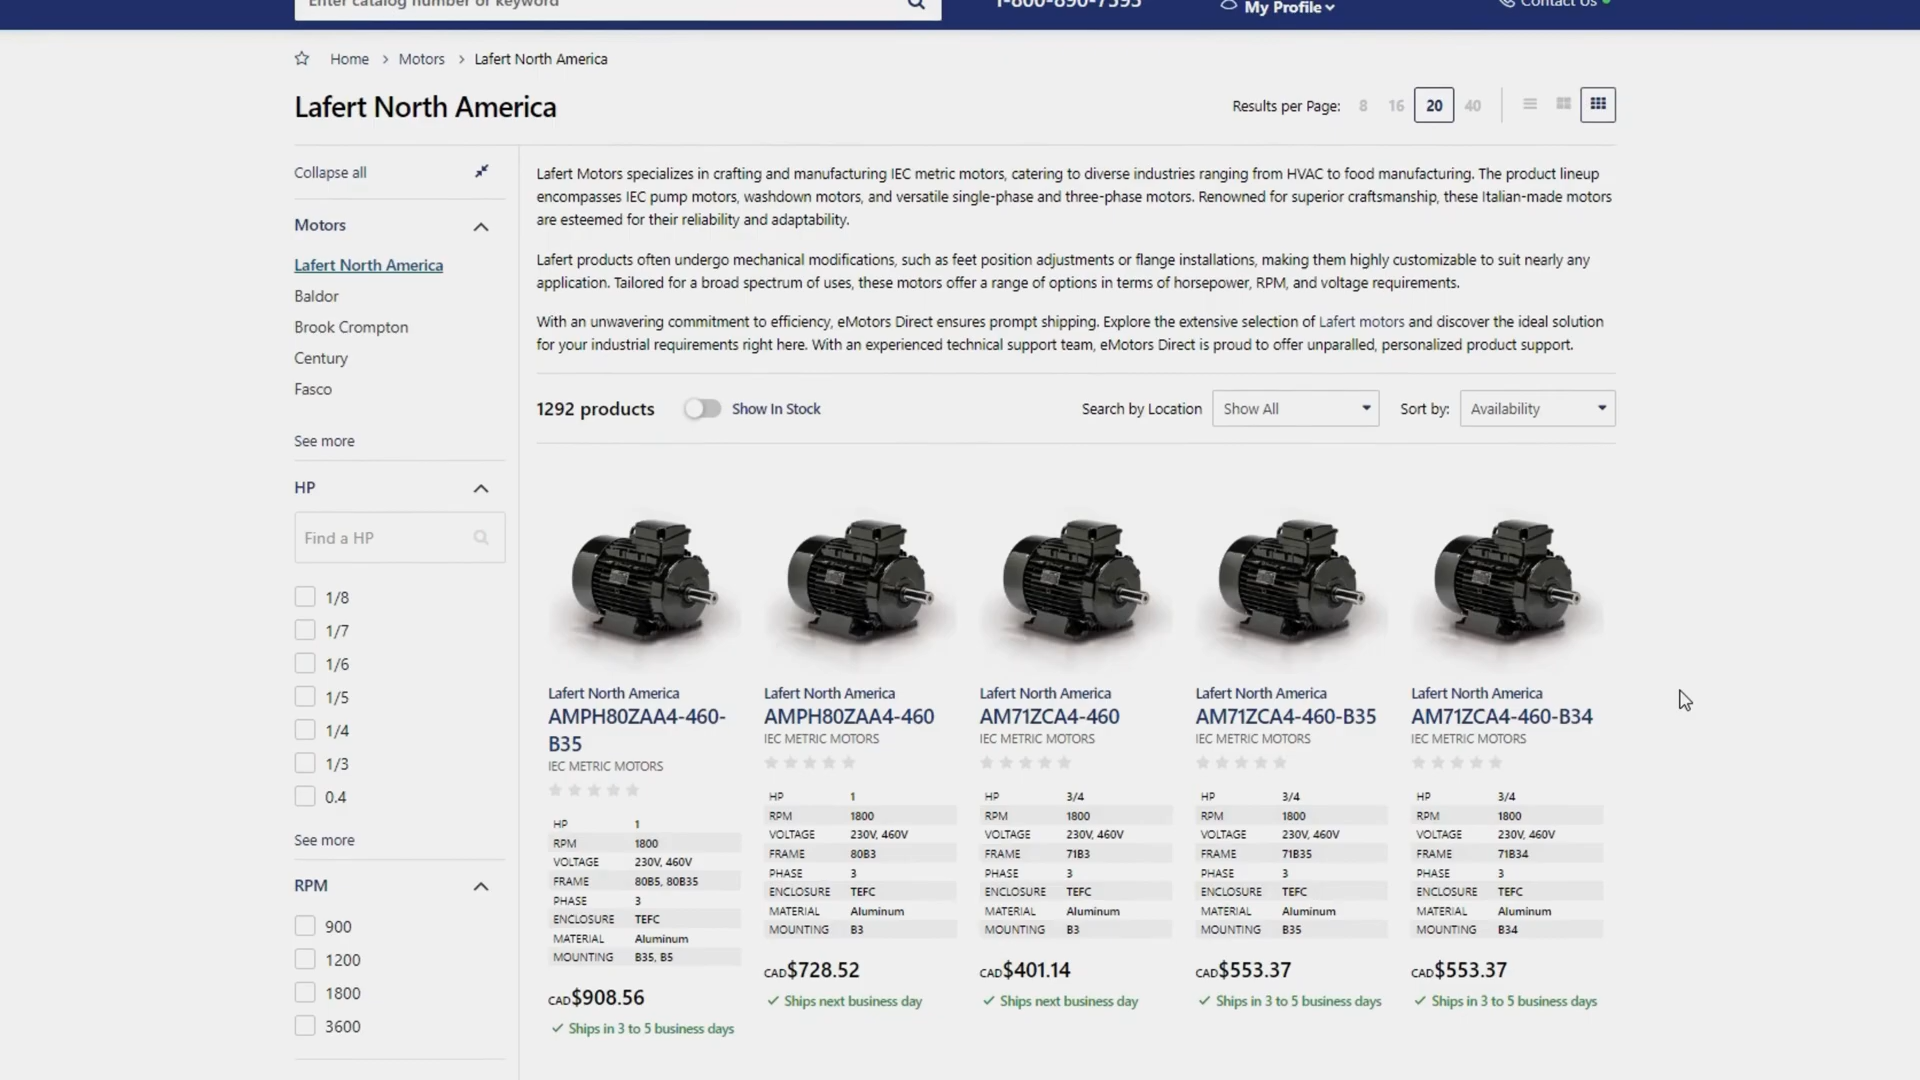 Enter catalog number or keyword
1-800-890-7593
My Profile
Contact Us
Home > Motors > Lafert North America
Lafert North America
Results per Page: 8 16 20 40
Collapse all
Motors
Lafert North America
Baldor
Brook Crompton
Century
Fasco
See more
HP
Find a HP
1/8
1/7
1/6
1/5
1/4
1/3
0.4
See more
RPM
900
1200
1800
3600
Lafert Motors specializes in crafting and manufacturing IEC metric motors, catering to diverse industries ranging from HVAC to food manufacturing. The product lineup
encompasses IEC pump motors, washdown motors, and versatile single-phase and three-phase motors. Renowned for superior craftsmanship, these Italian-made motors
are esteemed for their reliability and adaptability.
Lafert products often undergo mechanical modifications, such as feet position adjustments or flange installations, making them highly customizable to suit nearly any
application. Tailored for a broad spectrum of uses, these motors offer a range of options in terms of horsepower, RPM, and voltage requirements.
With an unwavering commitment to efficiency, eMotors Direct ensures prompt shipping. Explore the extensive selection of Lafert motors and discover the ideal solution
for your industrial requirements right here. With an experienced technical support team, eMotors Direct is proud to offer unparalled, personalized product support.
1292 products Show In Stock Search by Location Show All Sort by: Availability
Lafert North America
AMPH80ZAA4-460-
B35
IEC METRIC MOTORS
HP 1
RPM 1800
VOLTAGE 230V, 460V
FRAME 80B5, 80B35
PHASE 3
ENCLOSURE TEFC
MATERIAL Aluminum
MOUNTING B35, B5
CAD$908.56
Ships in 3 to 5 business days
Lafert North America
AMPH80ZAA4-460
IEC METRIC MOTORS
HP 1
RPM 1800
VOLTAGE 230V, 460V
FRAME 80B3
PHASE 3
ENCLOSURE TEFC
MATERIAL Aluminum
MOUNTING B3
CAD$728.52
Ships next business day
Lafert North America
AM71ZCA4-460
IEC METRIC MOTORS
HP 3/4
RPM 1800
VOLTAGE 230V, 460V
FRAME 71B3
PHASE 3
ENCLOSURE TEFC
MATERIAL Aluminum
MOUNTING B3
CAD$401.14
Ships next business day
Lafert North America
AM71ZCA4-460-B35
IEC METRIC MOTORS
HP 3/4
RPM 1800
VOLTAGE 230V, 460V
FRAME 71B35
PHASE 3
ENCLOSURE TEFC
MATERIAL Aluminum
MOUNTING B35
CAD$553.37
Ships in 3 to 5 business days
Lafert North America
AM71ZCA4-460-B34
IEC METRIC MOTORS
HP 3/4
RPM 1800
VOLTAGE 230V, 460V
FRAME 71B34
PHASE 3
ENCLOSURE TEFC
MATERIAL Aluminum
MOUNTING B34
CAD$553.37
Ships in 3 to 5 business days